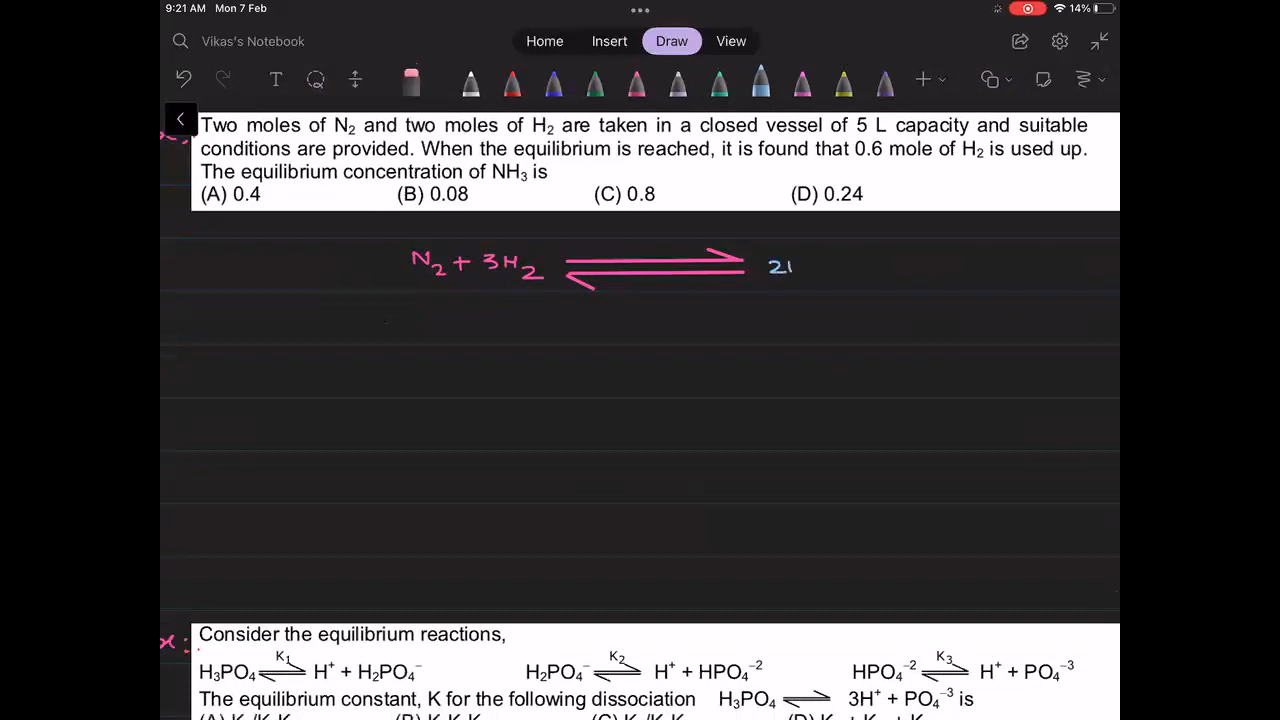 9:21 AM Mon 7 Feb
14%
Vikas's Notebook
Home Insert Draw View
Two moles of N₂ and two moles of H₂ are taken in a closed vessel of 5 L capacity and suitable
conditions are provided. When the equilibrium is reached, it is found that 0.6 mole of H₂ is used up.
The equilibrium concentration of NH₃ is
(A) 0.4 (B) 0.08 (C) 0.8 (D) 0.24
N₂ + 3H₂ ⇌ 2
Consider the equilibrium reactions,
H₃PO₄ ⇌ H⁺ + H₂PO₄⁻ H₂PO₄⁻ ⇌ H⁺ + HPO₄⁻² HPO₄⁻² ⇌ H⁺ + PO₄⁻³
K₁ K₂ K₃
The equilibrium constant, K for the following dissociation H₃PO₄ ⇌ 3H⁺ + PO₄⁻³ is